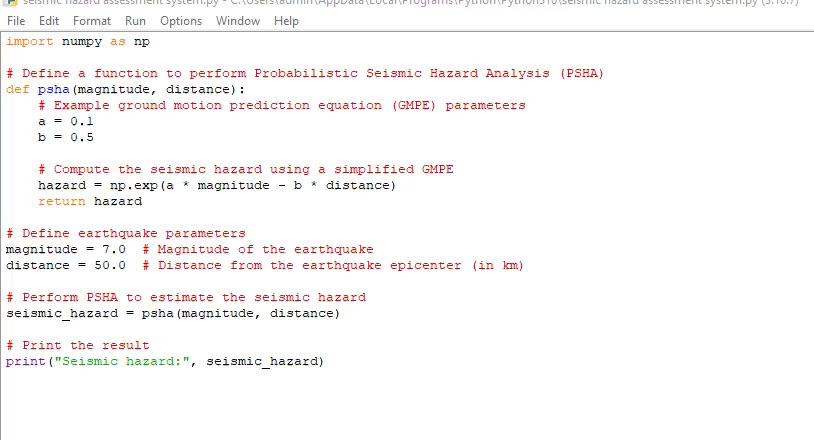 seismic hazard assessment system.py - C:\Users\admin\AppData\Local\Programs\Python\Python310\seismic hazard assessment system.py (3.10.7)
File Edit Format Run Options Window Help
import numpy as np
# Define a function to perform Probabilistic Seismic Hazard Analysis (PSHA)
def psha(magnitude, distance):
    # Example ground motion prediction equation (GMPE) parameters
    a = 0.1
    b = 0.5
    # Compute the seismic hazard using a simplified GMPE
    hazard = np.exp(a * magnitude - b * distance)
    return hazard
# Define earthquake parameters
magnitude = 7.0  # Magnitude of the earthquake
distance = 50.0  # Distance from the earthquake epicenter (in km)
# Perform PSHA to estimate the seismic hazard
seismic_hazard = psha(magnitude, distance)
# Print the result
print("Seismic hazard:", seismic_hazard)